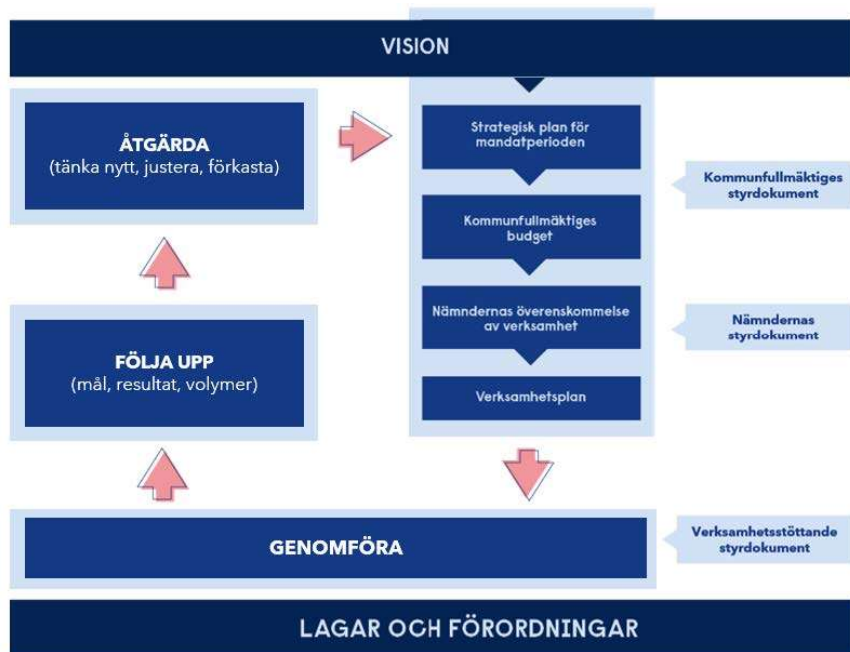 VISION
ÅTGÄRDA
(tänka nytt, justera, förkasta)
Strategisk plan för
mandatperioden
Kommunfullmäktiges
styrdokument
Kommunfullmäktiges
budget
Nämndernas överenskommelse
av verksamhet
Nämndernas
styrdokument
FÖLJA UPP
(mål, resultat, volymer)
Verksamhetsplan
GENOMFÖRA
Verksamhetsstöttande
styrdokument
LAGAR OCH FÖRORDNINGAR